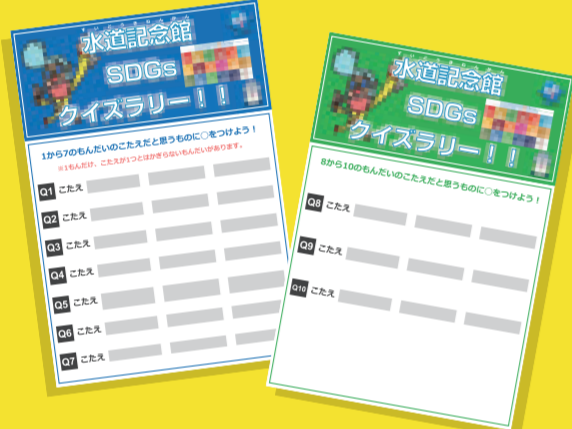 水道記念館
SDGs
クイズラリー！！
1から7のもんだいのこたえだと思うものに○をつけよう！
※1もんだけ、こたえが1つとはかぎらないもんだいがあります。
Q1 こたえ
Q2 こたえ
Q3 こたえ
Q4 こたえ
Q5 こたえ
Q6 こたえ
Q7 こたえ
水道記念館
SDGs
クイズラリー！！
8から10のもんだいのこたえだと思うものに○をつけよう！
Q8 こたえ
Q9 こたえ
Q10 こたえ